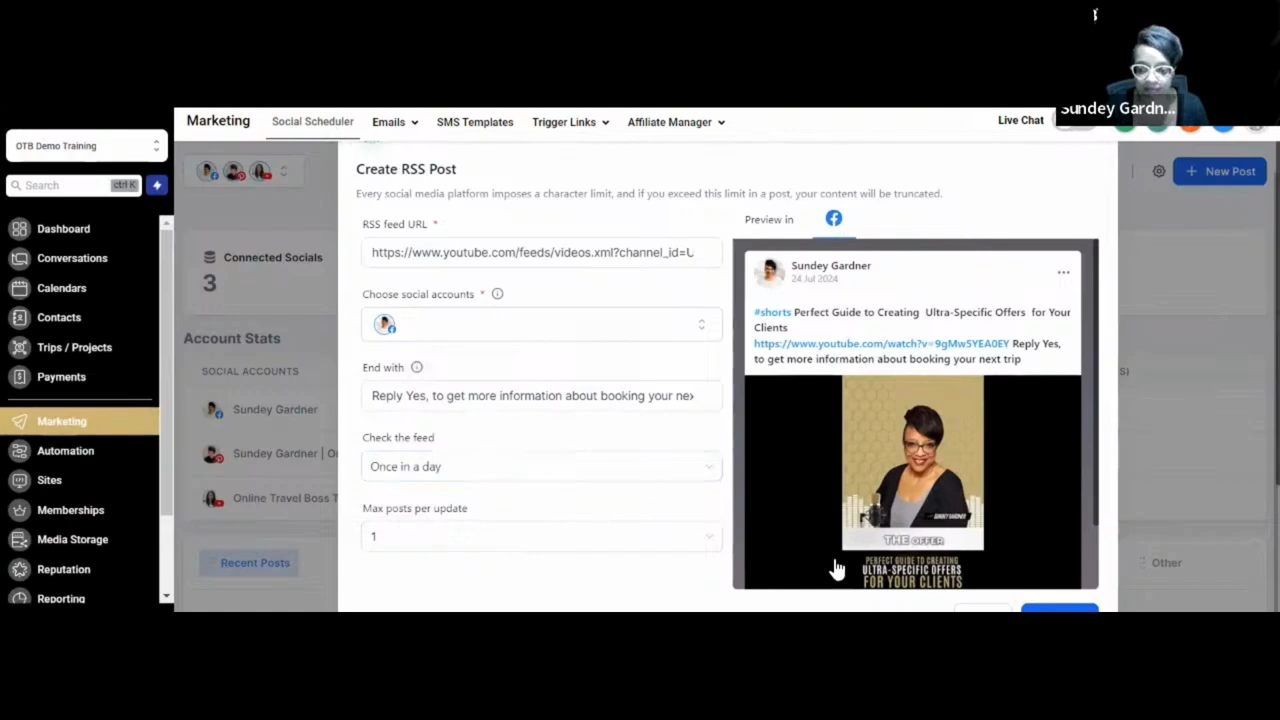 Sundey Gardn...
OTB Demo Training
Search
ctrl K
Dashboard
Conversations
Calendars
Contacts
Trips / Projects
Payments
Marketing
Automation
Sites
Memberships
Media Storage
Reputation
Reporting
Marketing
Social Scheduler
Emails
SMS Templates
Trigger Links
Affiliate Manager
Live Chat
+ New Post
Connected Socials
3
Account Stats
SOCIAL ACCOUNTS
Sundey Gardner
Sundey Gardner | O
Online Travel Boss T
Recent Posts
Other
Create RSS Post
Every social media platform imposes a character limit, and if you exceed this limit in a post, your content will be truncated.
RSS feed URL *
https://www.youtube.com/feeds/videos.xml?channel_id=U
Choose social accounts *
End with
Reply Yes, to get more information about booking your nex
Check the feed
Once in a day
Max posts per update
1
Preview in
Sundey Gardner
24 Jul 2024
#shorts Perfect Guide to Creating Ultra-Specific Offers for Your
Clients
https://www.youtube.com/watch?v=9gMw5YEA0EY Reply Yes,
to get more information about booking your next trip
SUNDEY GARDNER
THE OFFER
PERFECT GUIDE TO CREATING
ULTRA-SPECIFIC OFFERS
FOR YOUR CLIENTS